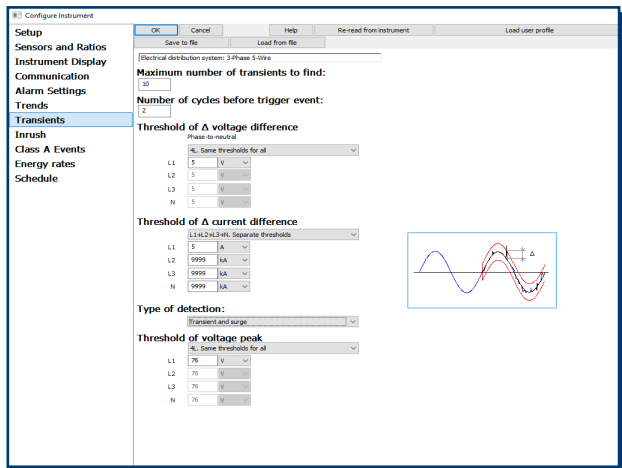 Configure Instrument
Setup
Sensors and Ratios
Instrument Display
Communication
Alarm Settings
Trends
Transients
Inrush
Class A Events
Energy rates
Schedule
OK Cancel Help Re-read from instrument Load user profile
Save to file Load from file
Electrical distribution system: 3-Phase 5-Wire
Maximum number of transients to find:
10
Number of cycles before trigger event:
2
Threshold of Δ voltage difference
Phase-to-neutral
4L. Same thresholds for all
L1 5 V
L2 5 V
L3 5 V
N 5 V
Threshold of Δ current difference
L1+L2+L3+N. Separate thresholds
L1 5 A
L2 9999 kA
L3 9999 kA
N 9999 kA
Δ
Type of detection:
Transient and surge
Threshold of voltage peak
4L. Same thresholds for all
L1 76 V
L2 76 V
L3 76 V
N 76 V